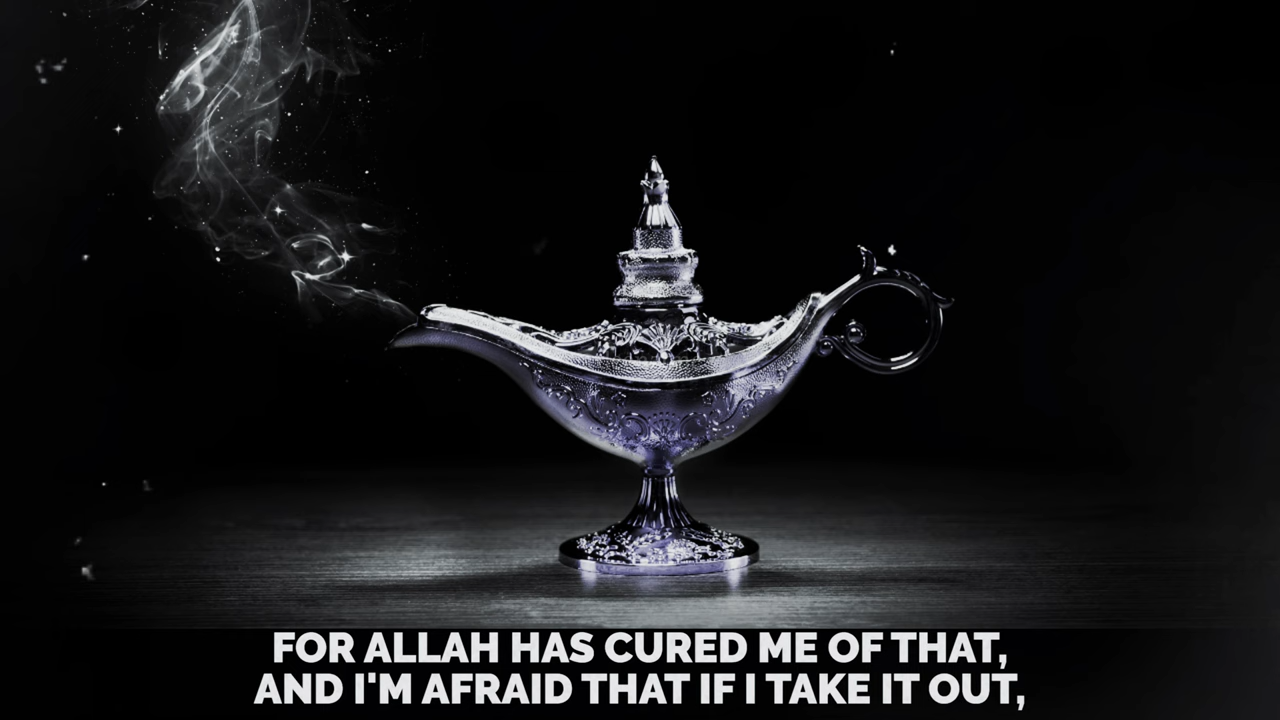 FOR ALLAH HAS CURED ME OF THAT,
AND I'M AFRAID THAT IF I TAKE IT OUT,